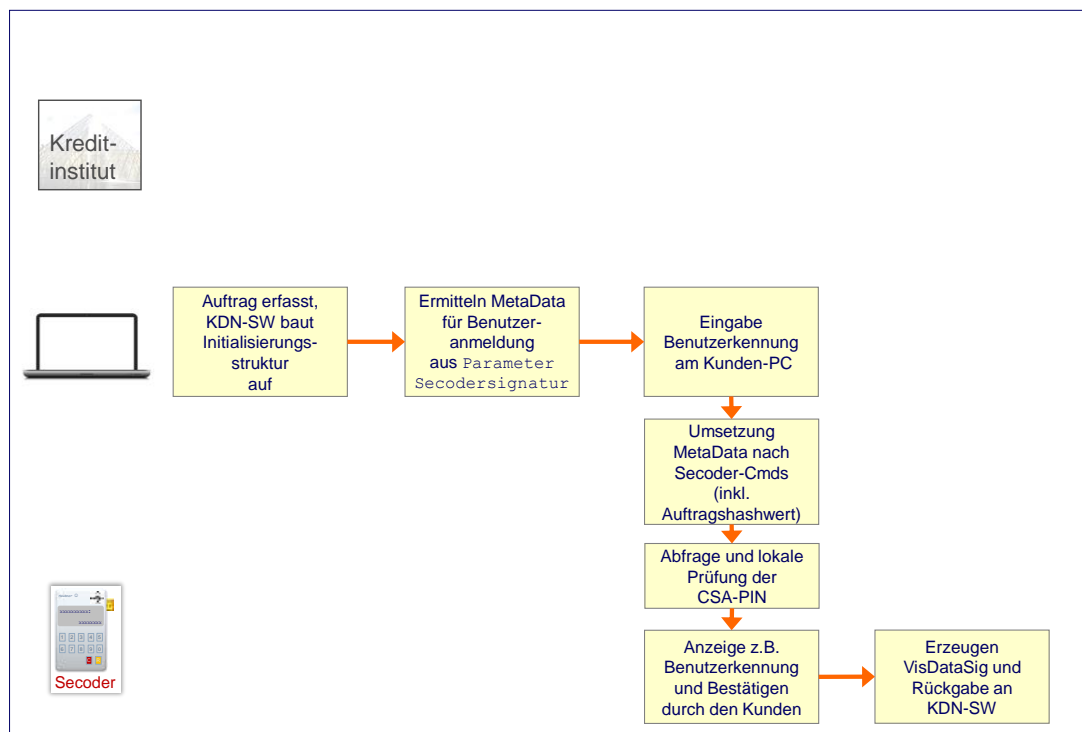 Kredit-
institut
Auftrag erfasst,
KDN-SW baut
Initialisierungs-
struktur
auf
Ermitteln MetaData
für Benutzer-
anmeldung
aus Parameter
Secodersignatur
Eingabe
Benutzerkennung
am Kunden-PC
Umsetzung
MetaData nach
Secoder-Cmds
(inkl.
Auftragshashwert)
Abfrage und lokale
Prüfung der
CSA-PIN
Anzeige z.B.
Benutzerkennung
und Bestätigen
durch den Kunden
Erzeugen
VisDataSig und
Rückgabe an
KDN-SW
Secoder